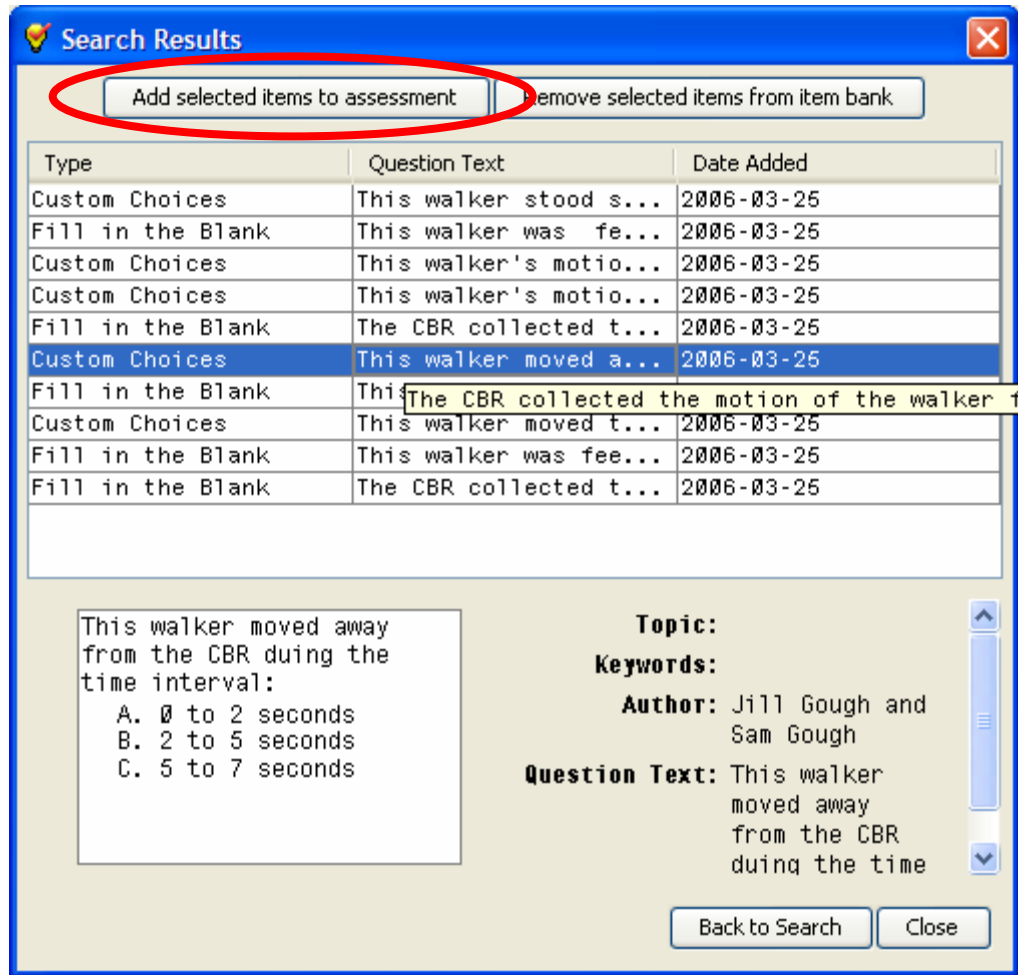 Search Results
Add selected items to assessment
Remove selected items from item bank
Type Question Text Date Added
Custom Choices This walker stood s... 2006-03-25
Fill in the Blank This walker was  fe... 2006-03-25
Custom Choices This walker's motio... 2006-03-25
Custom Choices This walker's motio... 2006-03-25
Fill in the Blank The CBR collected t... 2006-03-25
Custom Choices This walker moved a... 2006-03-25
Fill in the Blank
The CBR collected the motion of the walker f
Custom Choices This walker moved t... 2006-03-25
Fill in the Blank This walker was fee... 2006-03-25
Fill in the Blank The CBR collected t... 2006-03-25
This walker moved away
from the CBR duing the
time interval:
A. 0 to 2 seconds
B. 2 to 5 seconds
C. 5 to 7 seconds
Topic:
Keywords:
Author: Jill Gough and
Sam Gough
Question Text: This walker
moved away
from the CBR
duing the time
Back to Search
Close